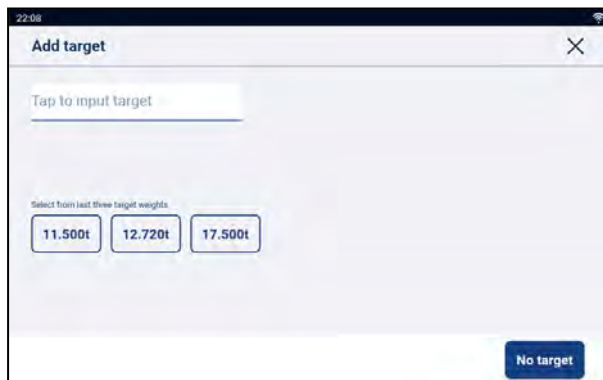 22:08
Add target
Tap to input target
Select from last three target weights
11.500t 12.720t 17.500t
No target